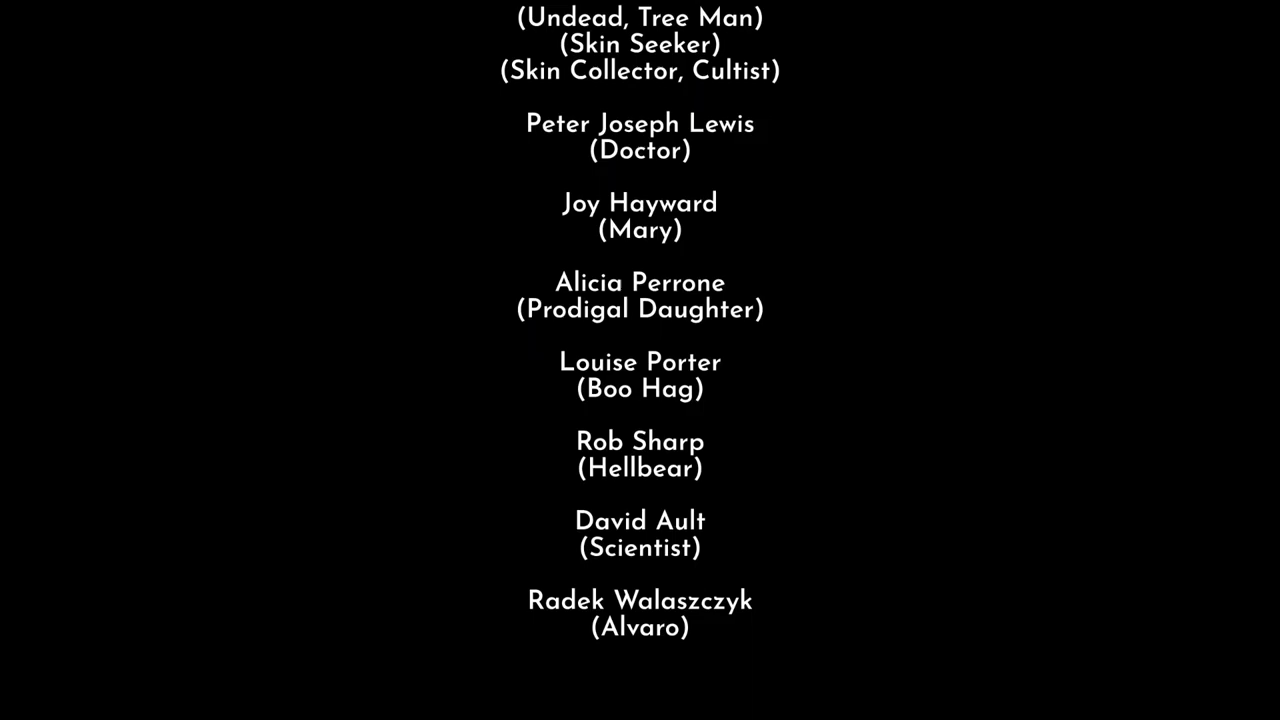 (Undead, Tree Man)
(Skin Seeker)
(Skin Collector, Cultist)
Peter Joseph Lewis
(Doctor)
Joy Hayward
(Mary)
Alicia Perrone
(Prodigal Daughter)
Louise Porter
(Boo Hag)
Rob Sharp
(Hellbear)
David Ault
(Scientist)
Radek Walaszczyk
(Alvaro)